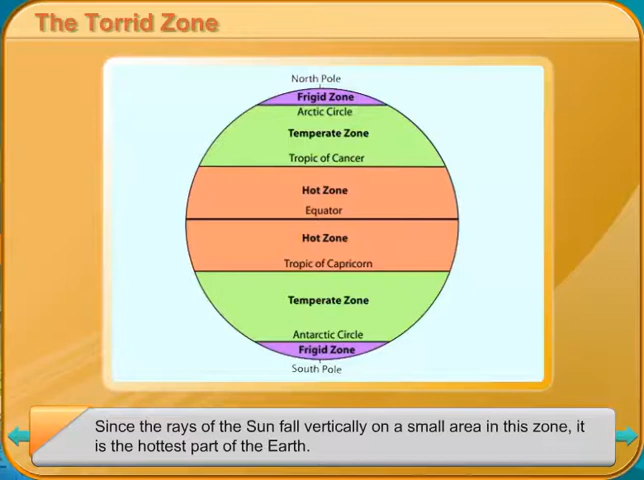 The Torrid Zone
North Pole
Frigid Zone
Arctic Circle
Temperate Zone
Tropic of Cancer
Hot Zone
Equator
Hot Zone
Tropic of Capricorn
Temperate Zone
Antarctic Circle
Frigid Zone
South Pole
Since the rays of the Sun fall vertically on a small area in this zone, it
is the hottest part of the Earth.